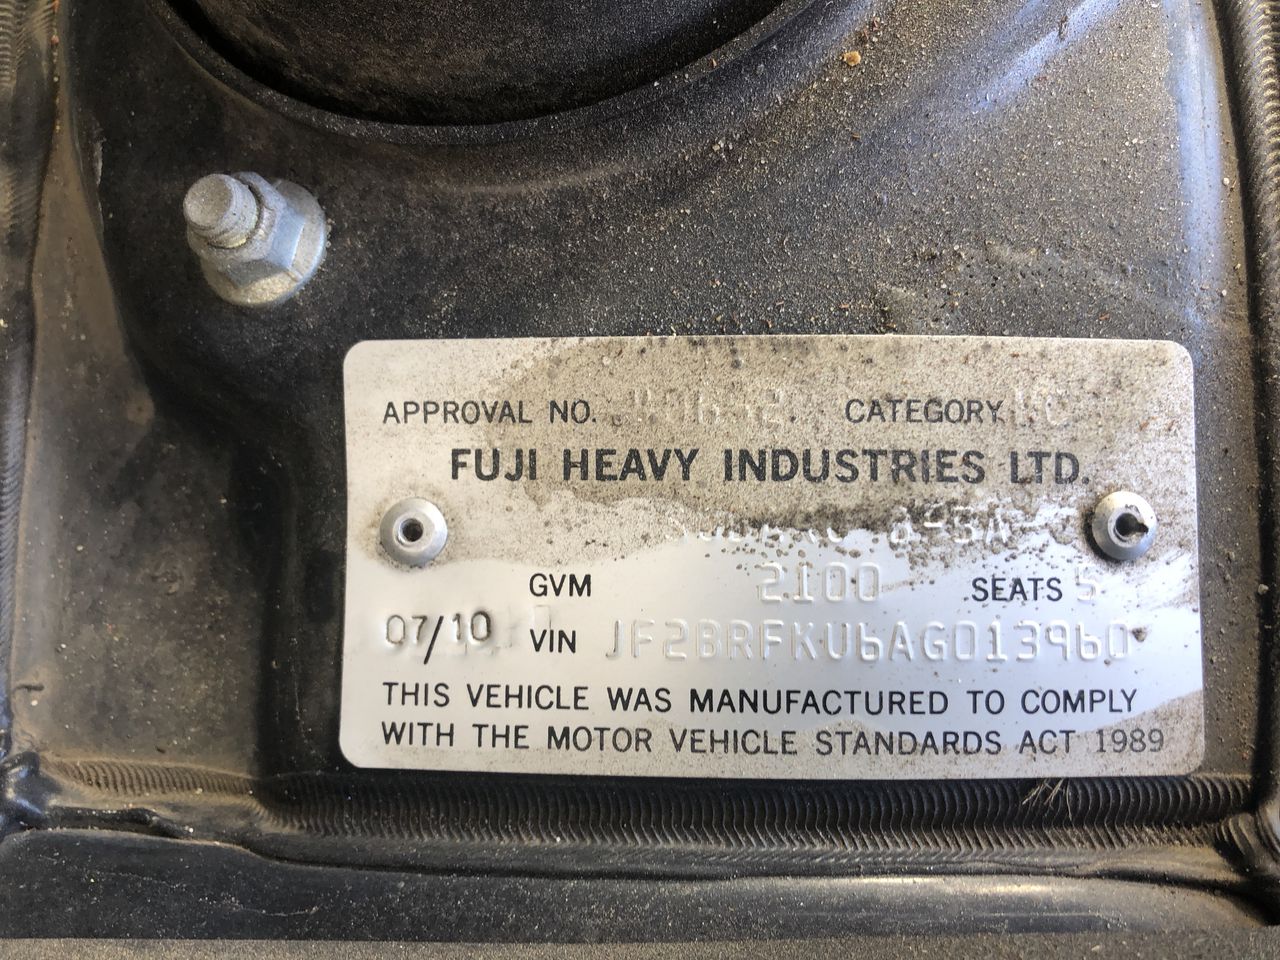 APPROVAL NO. CATEGORY
FUJI HEAVY INDUSTRIES LTD.
GVM 2100 SEATS 5
07/10 VIN JF2BRFKU6AG013960
THIS VEHICLE WAS MANUFACTURED TO COMPLY
WITH THE MOTOR VEHICLE STANDARDS ACT 1989